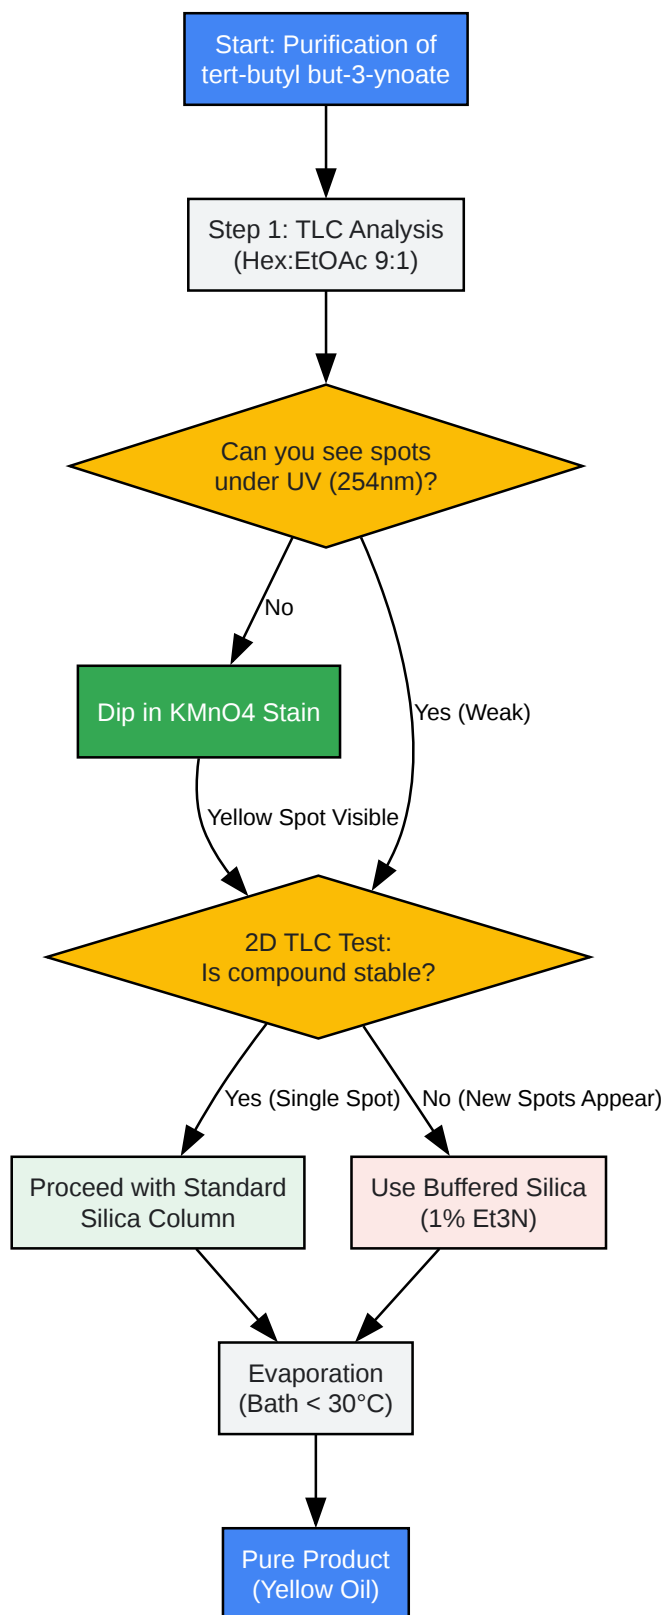 Start: Purification of
tert-butyl but-3-ynoate
Step 1: TLC Analysis
(Hex:EtOAc 9:1)
Can you see spots
under UV (254nm)?
No
Dip in KMnO4 Stain
Yes (Weak)
Yellow Spot Visible
2D TLC Test:
Is compound stable?
Yes (Single Spot)
No (New Spots Appear)
Proceed with Standard
Silica Column
Use Buffered Silica
(1% Et3N)
Evaporation
(Bath < 30°C)
Pure Product
(Yellow Oil)